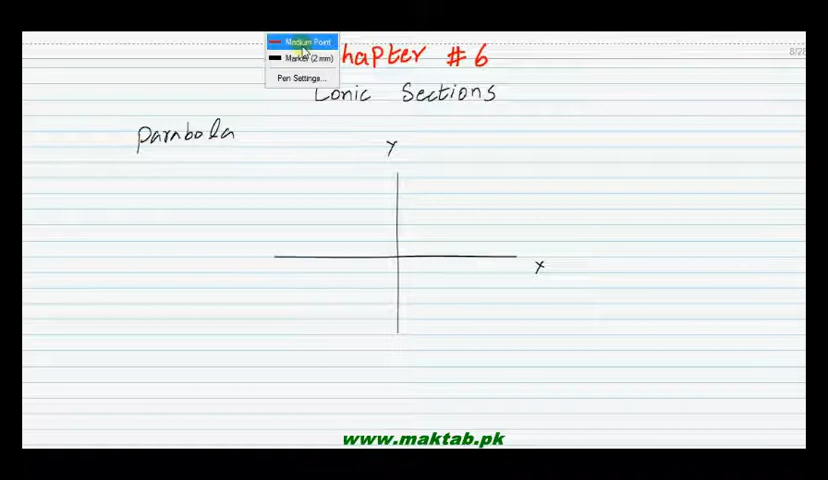 Medium Point
Marker (2 mm)
Pen Settings...
hapter # 6
Conic Sections
parabola
Y
X
www.maktab.pk